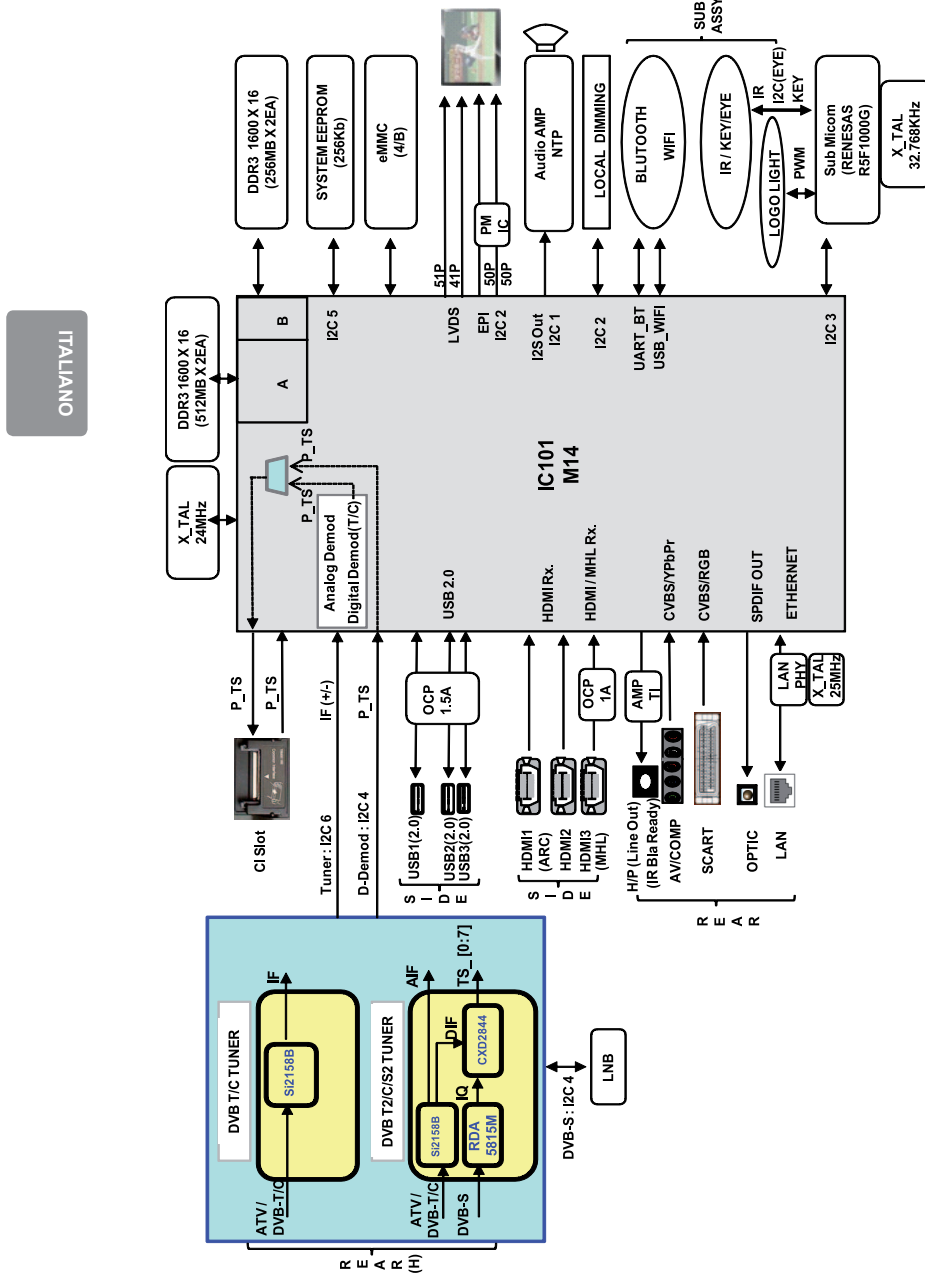 ITALIANO
R
E
A
R
(H)
ATV /
DVB-T/C
DVB T/C TUNER
Si2158B
IF
DVB T2/C/S2 TUNER
ATV /
DVB-T/C
DVB-S
Si2158B
RDA
5815M
IQ
DIF
CXD2844
AIF
TS_ [0:7]
DVB-S : I2C 4
LNB
CI Slot
P_TS
P_TS
Tuner : I2C 6
IF (+/-)
D-Demod : I2C 4
P_TS
S
I
D
E
USB1(2.0)
USB2(2.0)
USB3(2.0)
OCP
1.5A
S
I
D
E
HDMI1
(ARC)
HDMI2
HDMI3
(MHL)
OCP
1A
R
E
A
R
H/P (Line Out)
(IR Bla Ready)
AMP
TI
AV/COMP
SCART
OPTIC
LAN
LAN
PHY
X_TAL
25MHz
X_TAL
24MHz
DDR3 1600 X 16
(512MB X 2EA)
A
B
P_TS
P_TS
Analog Demod
Digital Demod(T/C)
USB 2.0
HDMI Rx.
HDMI / MHL Rx.
CVBS/YPbPr
CVBS/RGB
SPDIF OUT
ETHERNET
IC101
M14
I2C 5
LVDS
EPI
I2C 2
I2S Out
I2C 1
I2C 2
UART_BT
USB_WIFI
I2C 3
DDR3 1600 X 16
(256MB X 2EA)
SYSTEM EEPROM
(256Kb)
eMMC
(4/B)
51P
41P
50P
50P
PM
IC
Audio AMP
NTP
LOCAL DIMMING
BLUTOOTH
WIFI
IR / KEY/EYE
SUB
ASSY
IR
I2C(EYE)
KEY
LOGO LIGHT
PWM
Sub Micom
(RENESAS
R5F1000G)
X_TAL
32.768KHz